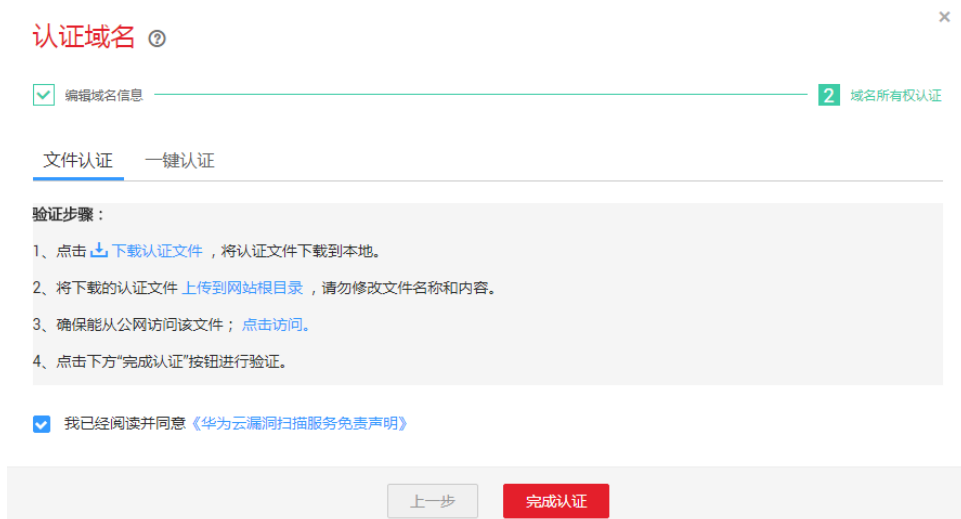 认证域名 ?
×
编辑域名信息
2 域名所有权认证
文件认证 一键认证
验证步骤：
1、点击 下载认证文件 ，将认证文件下载到本地。
2、将下载的认证文件 上传到网站根目录 ，请勿修改文件名称和内容。
3、确保能从公网访问该文件； 点击访问。
4、点击下方“完成认证”按钮进行验证。
我已经阅读并同意《华为云漏洞扫描服务免责声明》
上一步 完成认证